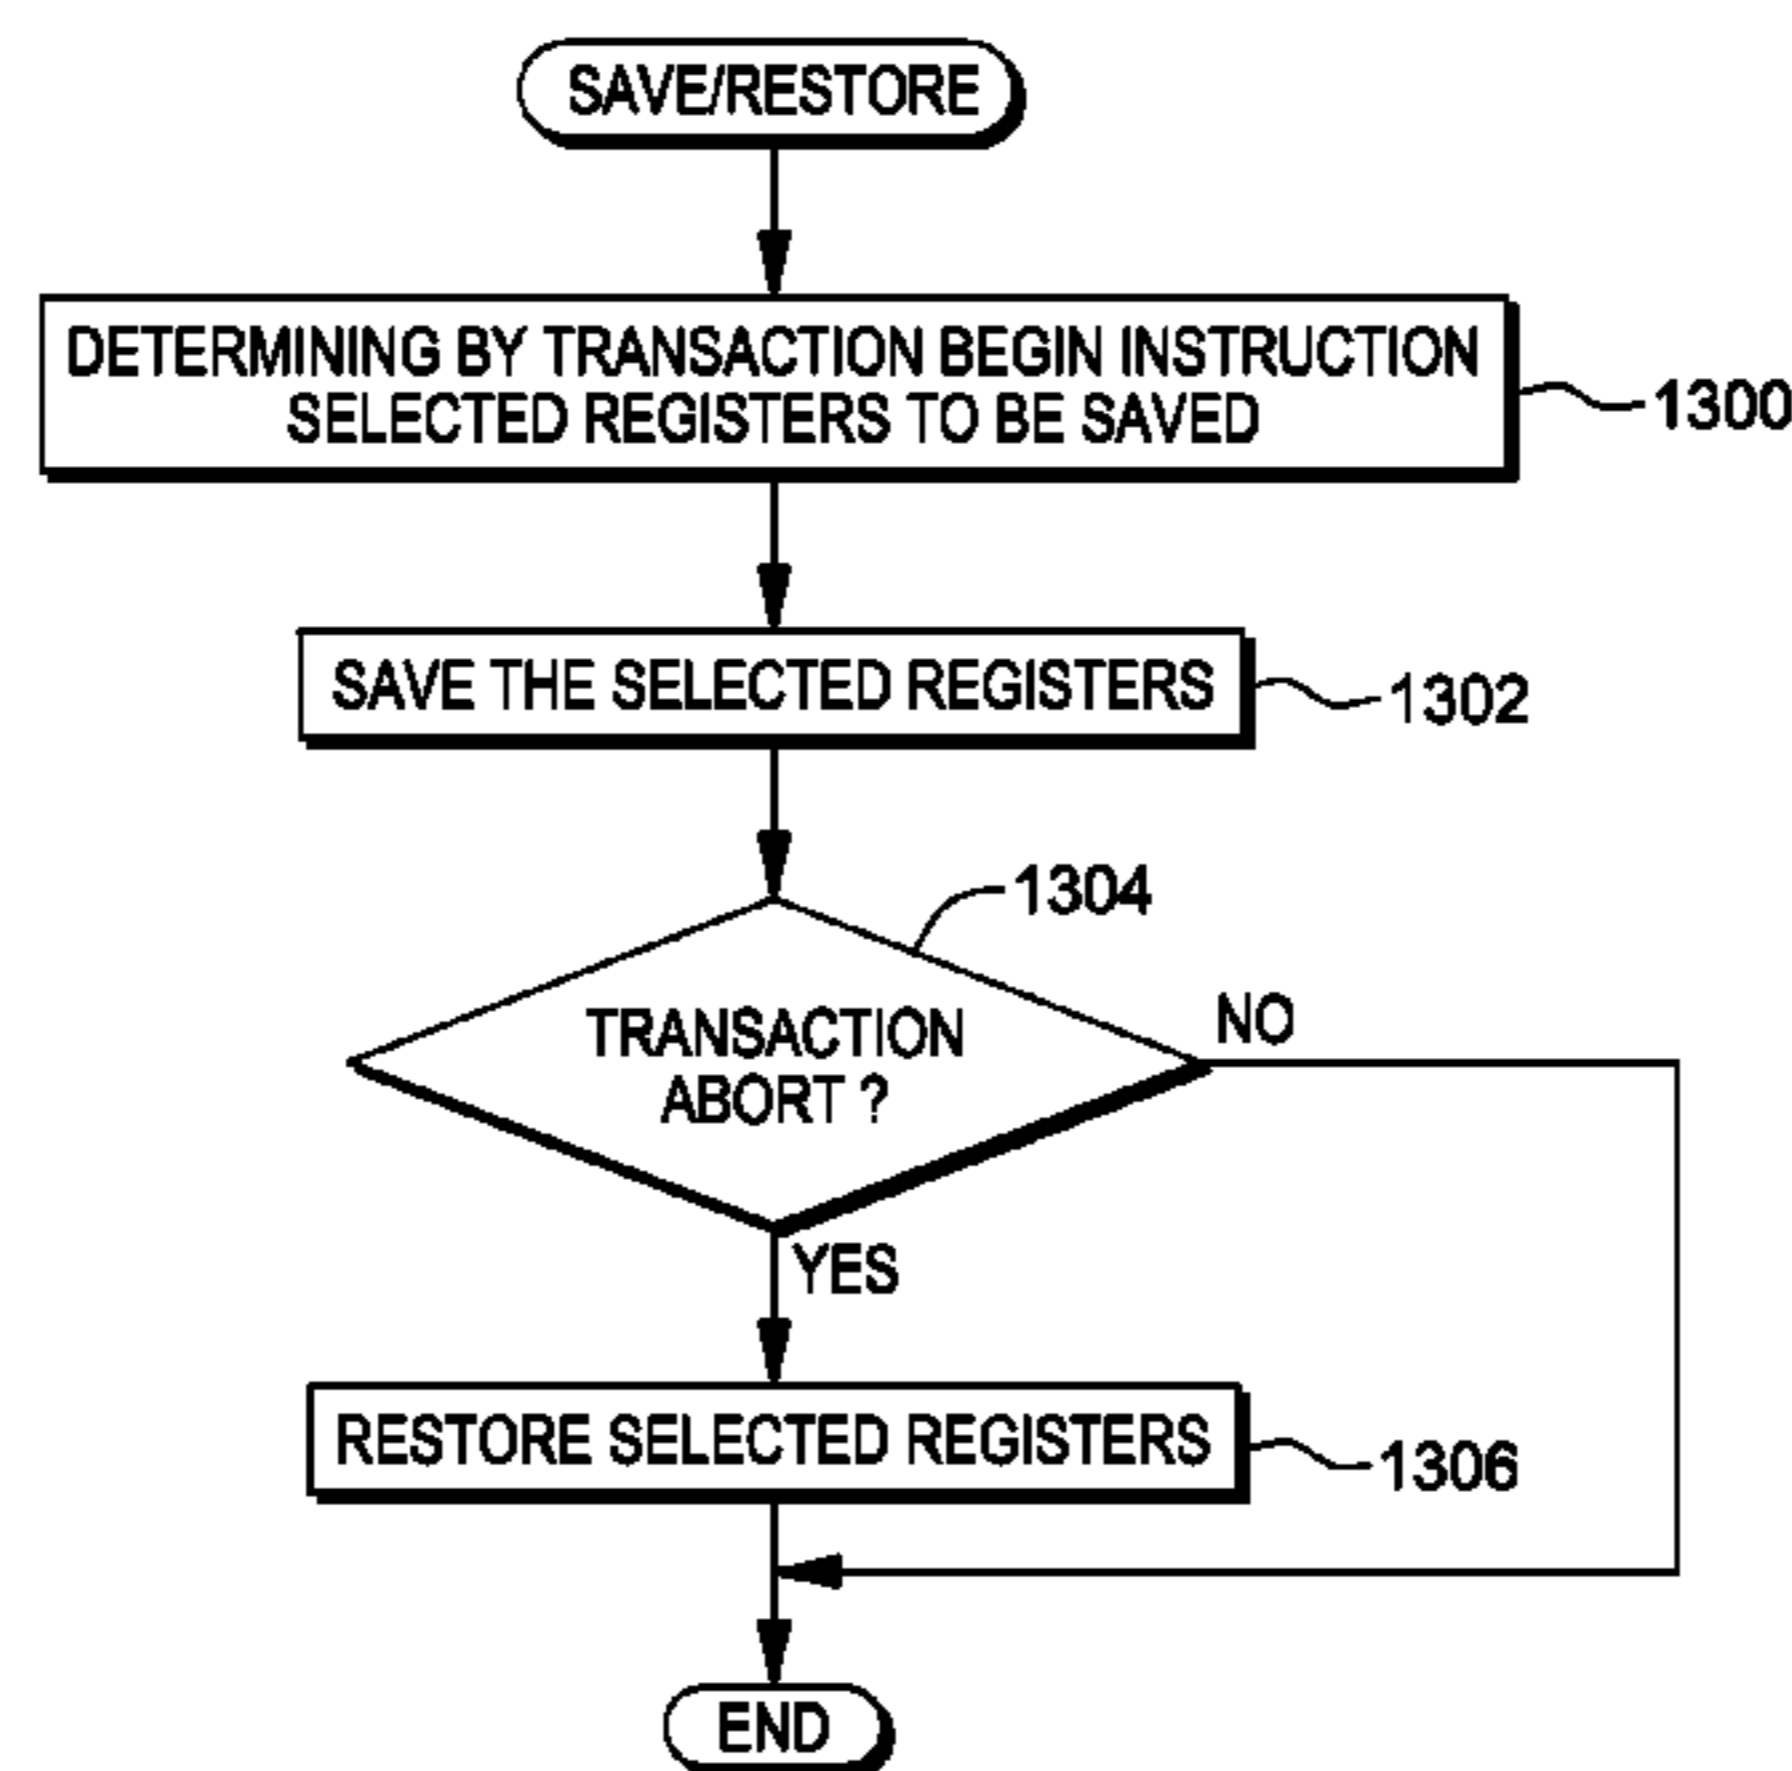 SAVE/RESTORE
DETERMINING BY TRANSACTION BEGIN INSTRUCTION
SELECTED REGISTERS TO BE SAVED
1300
SAVE THE SELECTED REGISTERS
1302
1304
TRANSACTION
ABORT ?
NO
YES
RESTORE SELECTED REGISTERS
1306
END